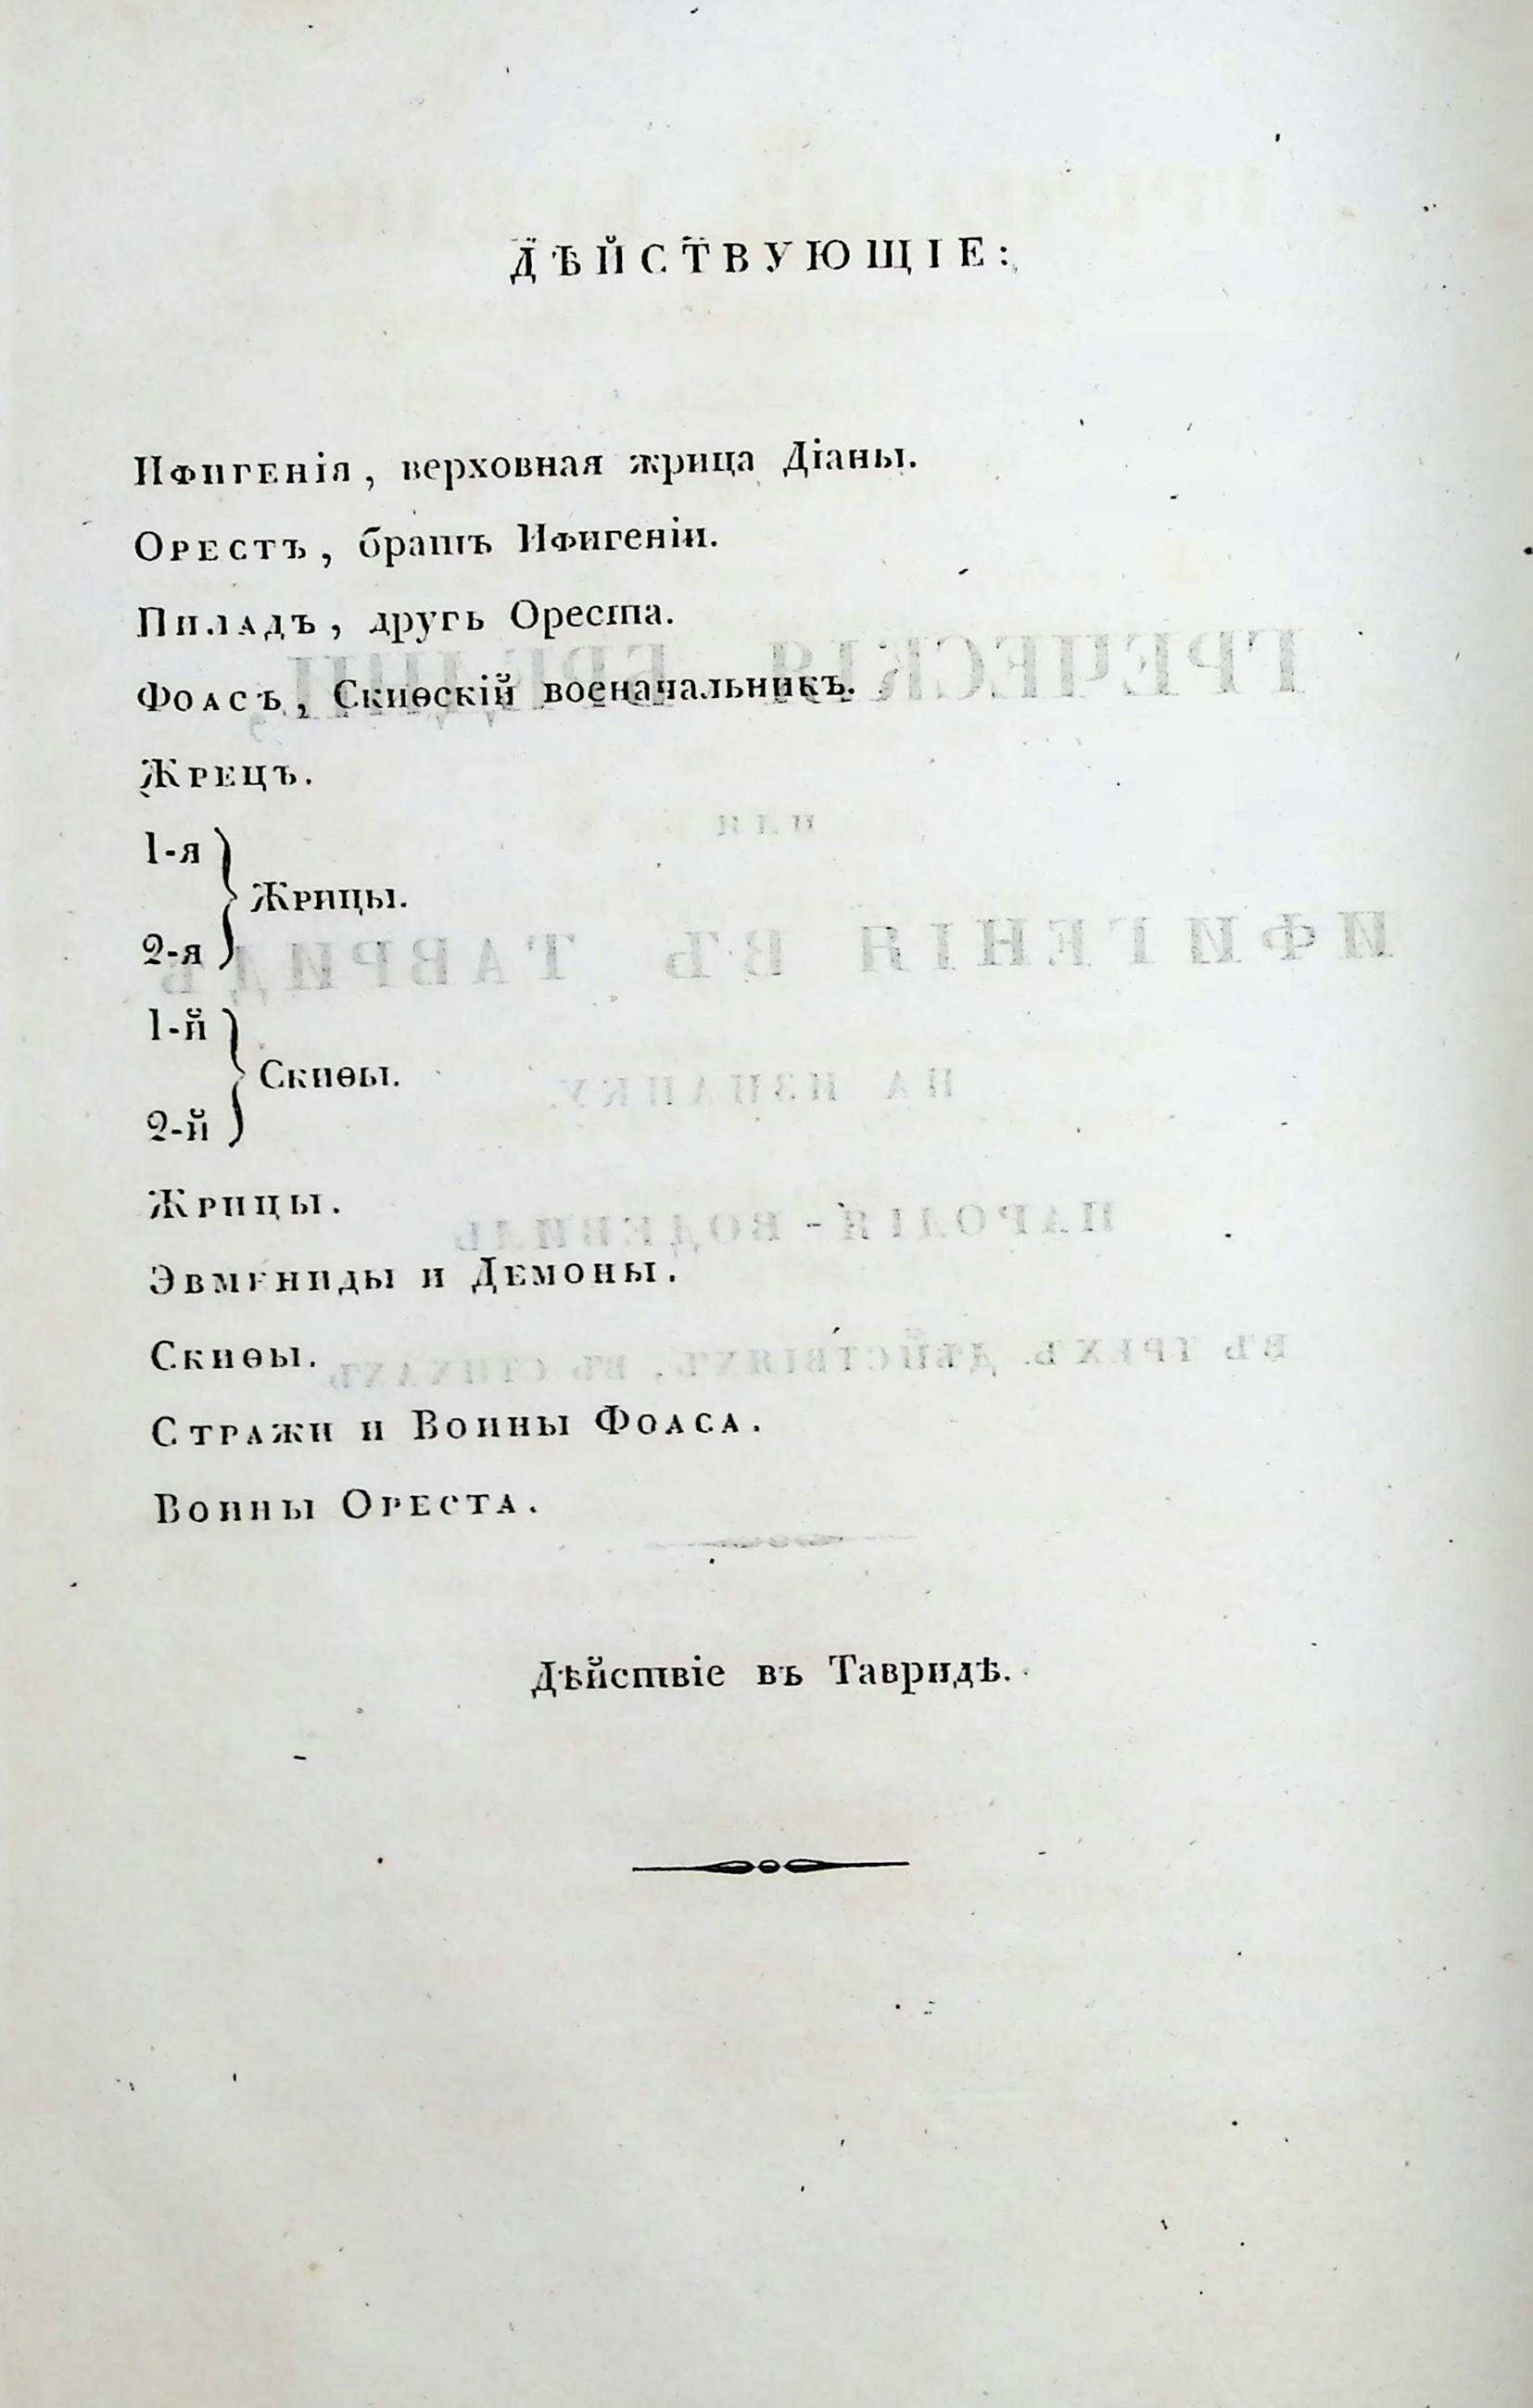 ДѢЙСТВУЮЩІЕ:
Ифигенія, верховная жрица Діаны.
Орестъ, братъ Ифигеніи.
Пиладъ, другъ Ореста.
Фоасъ, Скиѳскій военачальникъ.
Жрецъ.
1-я
Жрицы.
2-я
1-й
Скиѳы.
2-й
Жрицы.
Эвмениды и Демоны.
Скиѳы.
Стражи и Воины Фоаса.
Воины Ореста.
Дѣйствіе въ Тавридѣ.